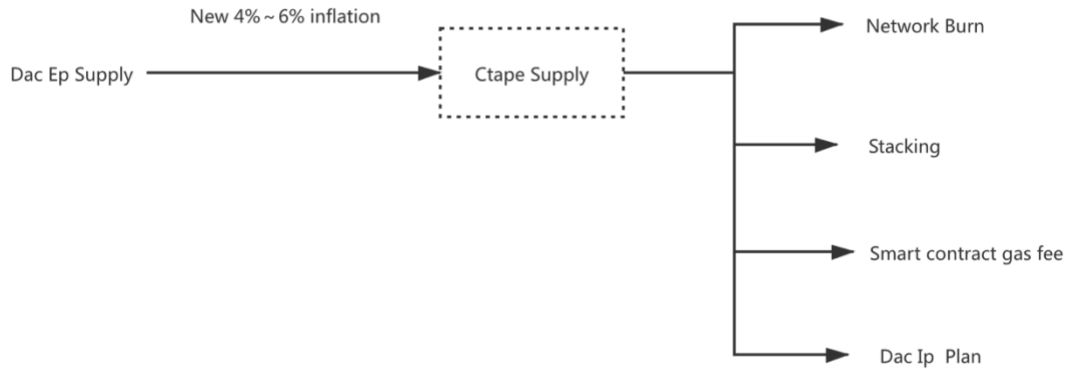 New 4%~6% inflation
Network Burn
Dac Ep Supply
Ctape Supply
Stacking
Smart contract gas fee
Dac Ip Plan